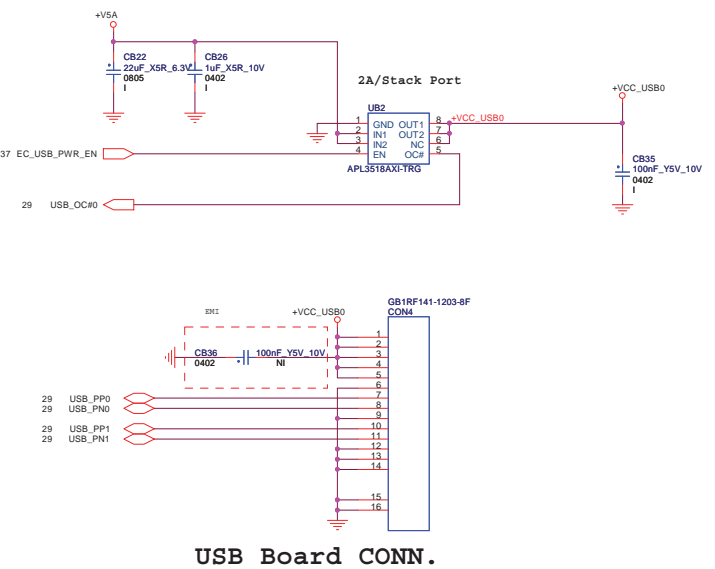 +V5A
CB22
22uF_X5R_6.3V
0805
I
CB26
1uF_X5R_10V
0402
I
2A/Stack Port
UB2
1 GND OUT1 8
2 IN1 OUT2 7
3 IN2 NC 6
4 EN OC# 5
APL3518AXI-TRG
+VCC_USB0
+VCC_USB0
CB35
100nF_Y5V_10V
0402
I
37 EC_USB_PWR_EN
29 USB_OC#0
EMI
+VCC_USB0
GB1RF141-1203-8F
CON4
CB36
0402
100nF_Y5V_10V
NI
1
2
3
4
5
6
7
8
9
10
11
12
13
14
15
16
29 USB_PP0
29 USB_PN0
29 USB_PP1
29 USB_PN1
USB Board CONN.